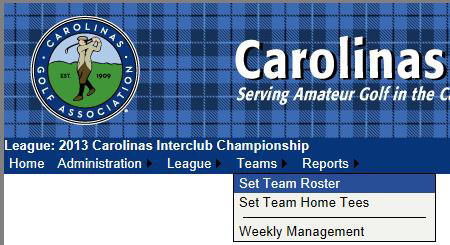 CAROLINAS
EST. 1909
GOLF ASSOCIATION
Carolinas
Serving Amateur Golf in the
League: 2013 Carolinas Interclub Championship
Home Administration League Teams Reports
Set Team Roster
Set Team Home Tees
Weekly Management